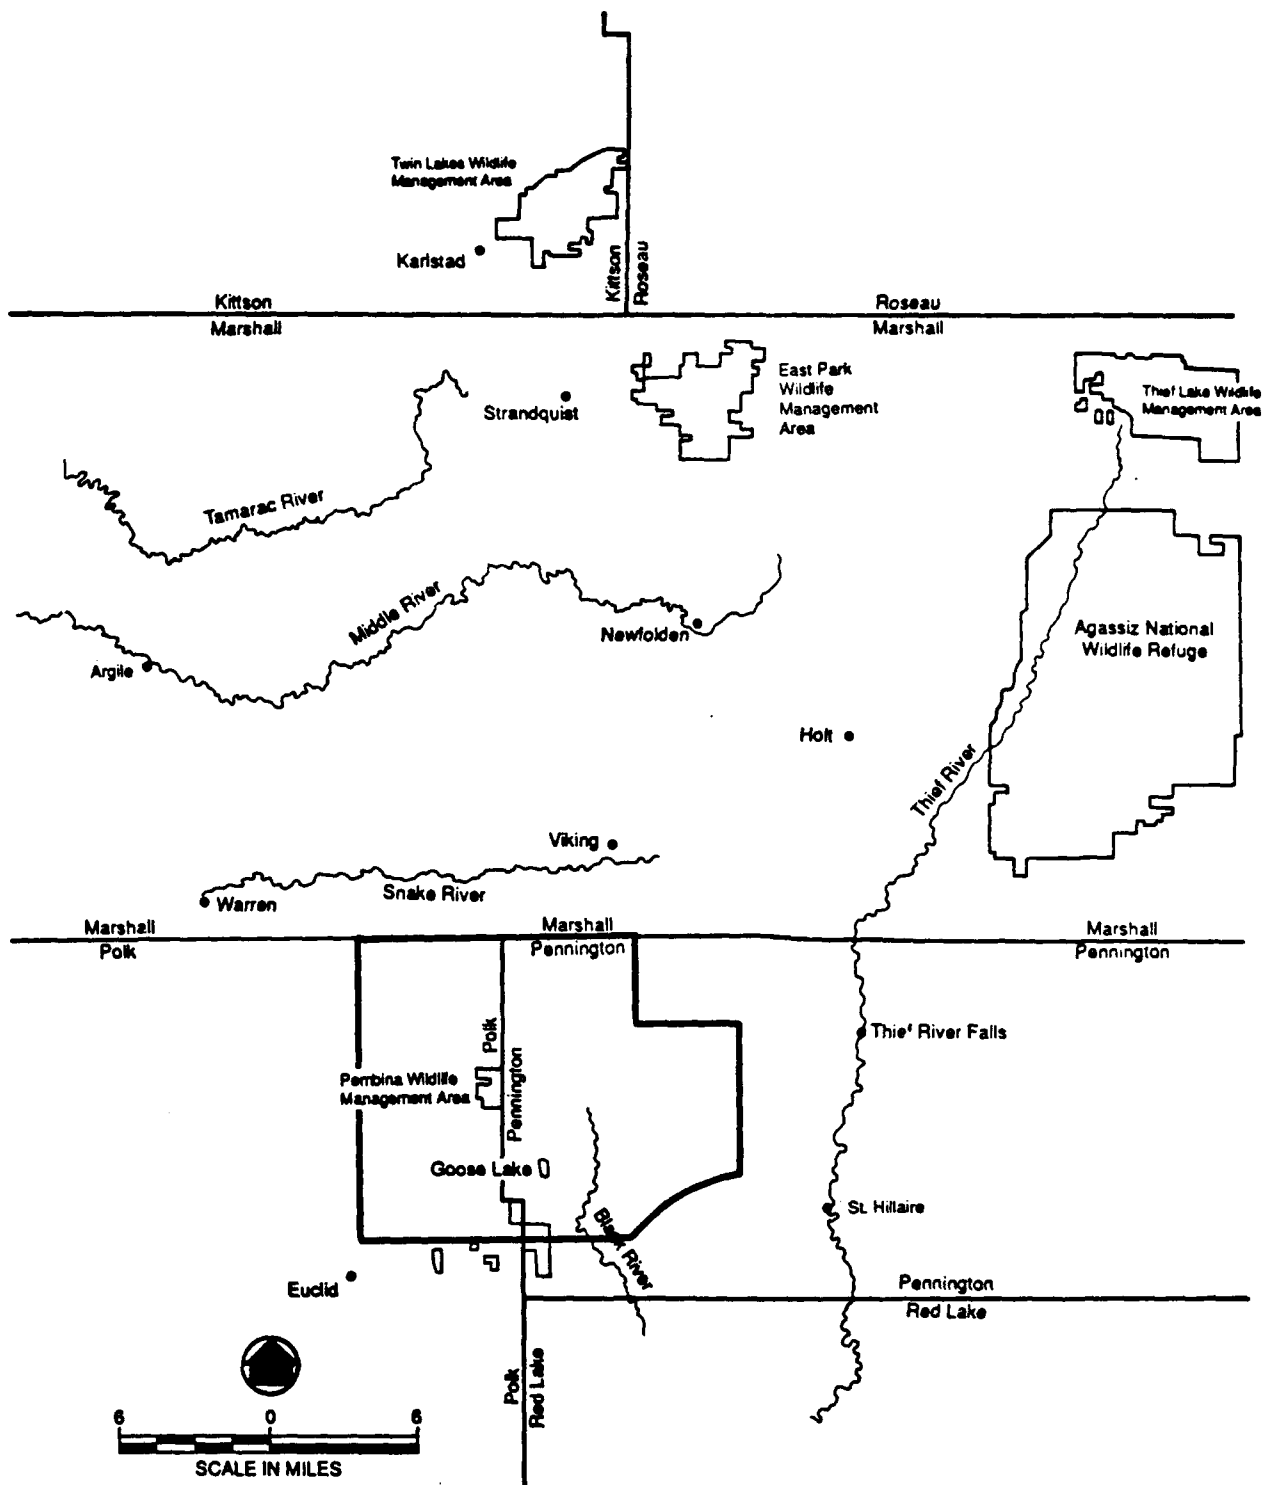 Twin Lakes Wildlife
Management Area
Karlstad
Kittson
Roseau
Kittson
Marshall
Roseau
Marshall
Strandquist
East Park
Wildlife
Management
Area
Thief Lake Wildlife
Management Area
Tamarac River
Middle River
Newfolden
Argile
Agassiz National
Wildlife Refuge
Holt
Thief River
Viking
Snake River
Warren
Marshall
Polk
Marshall
Pennington
Marshall
Pennington
Polk
Pennington
Thief River Falls
Pembina Wildlife
Management Area
Goose Lake
St. Hillaire
Black River
Euclid
Pennington
Red Lake
Polk
Red Lake
6 0 6
SCALE IN MILES